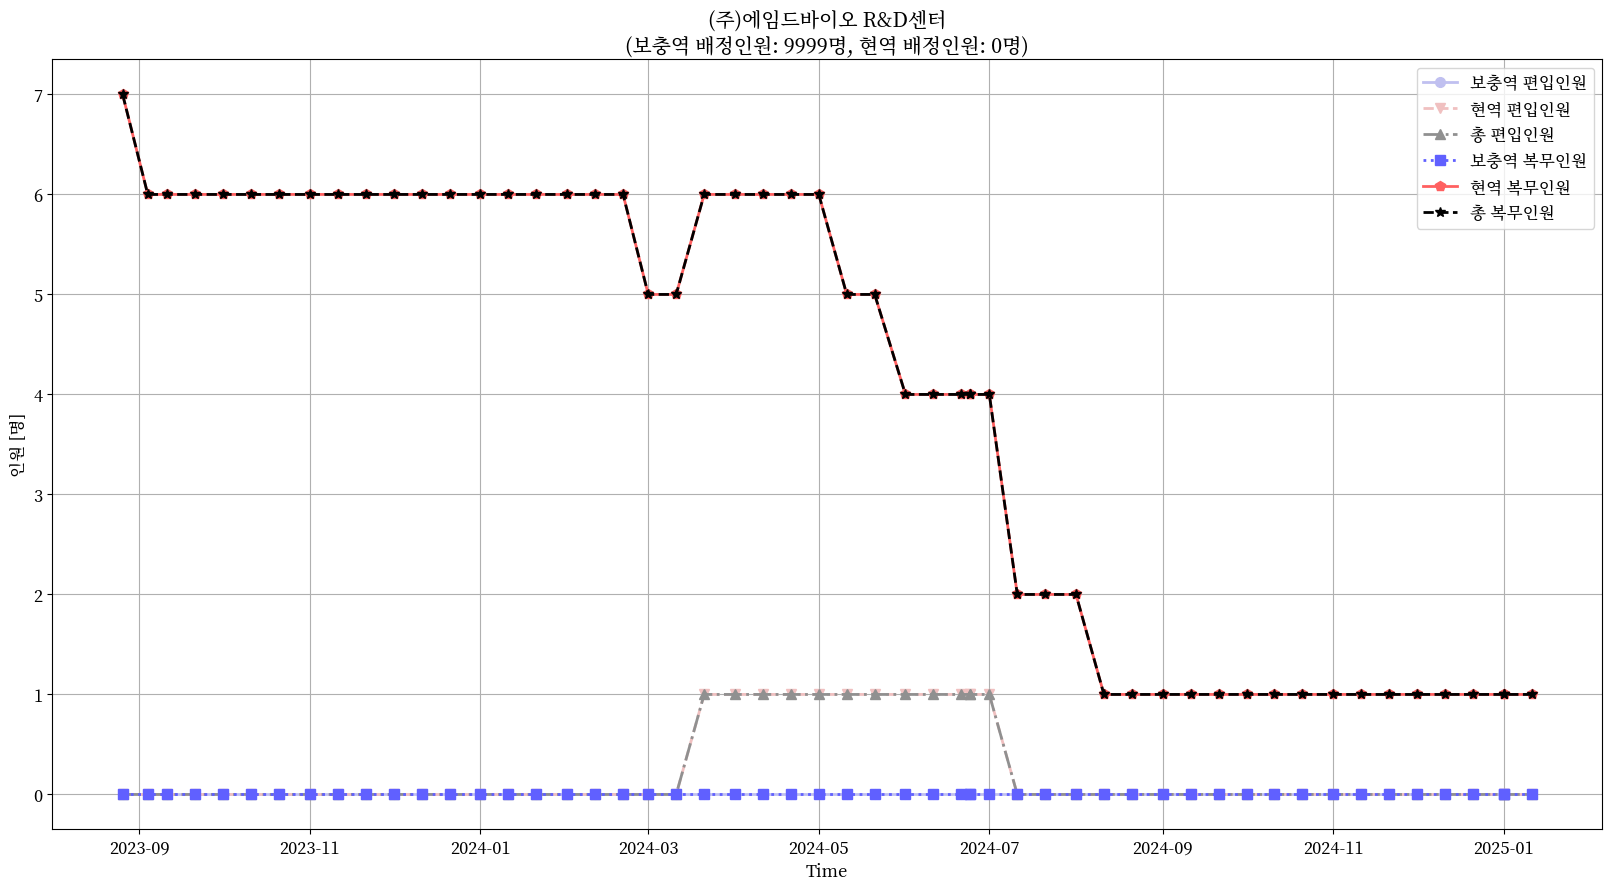 (주)에임드바이오 R&D센터
(보충역 배정인원: 9999명, 현역 배정인원: 0명)
보충역 편입인원
현역 편입인원
총 편입인원
보충역 복무인원
현역 복무인원
총 복무인원
인원 [명]
7
6
5
4
3
2
1
0
2023-09
2023-11
2024-01
2024-03
2024-05
2024-07
2024-09
2024-11
2025-01
Time